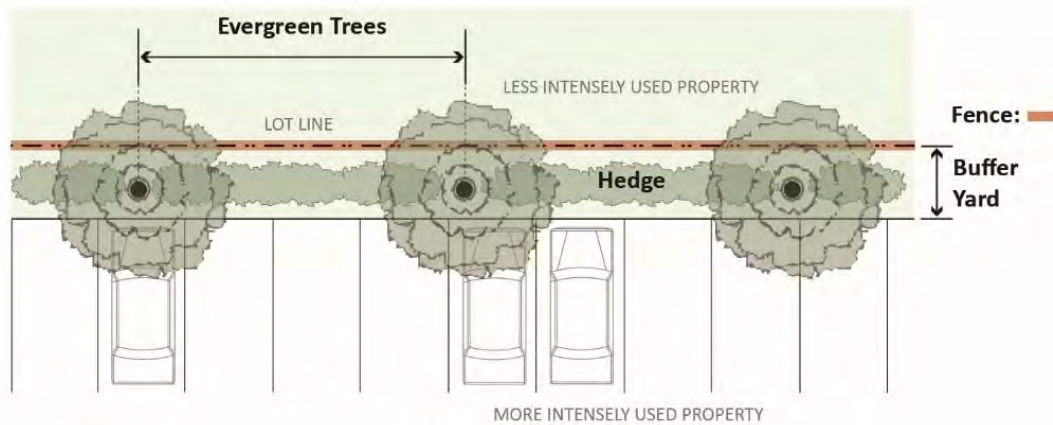 Evergreen Trees
LESS INTENSELY USED PROPERTY
LOT LINE
Fence:
Buffer
Yard
Hedge
MORE INTENSELY USED PROPERTY